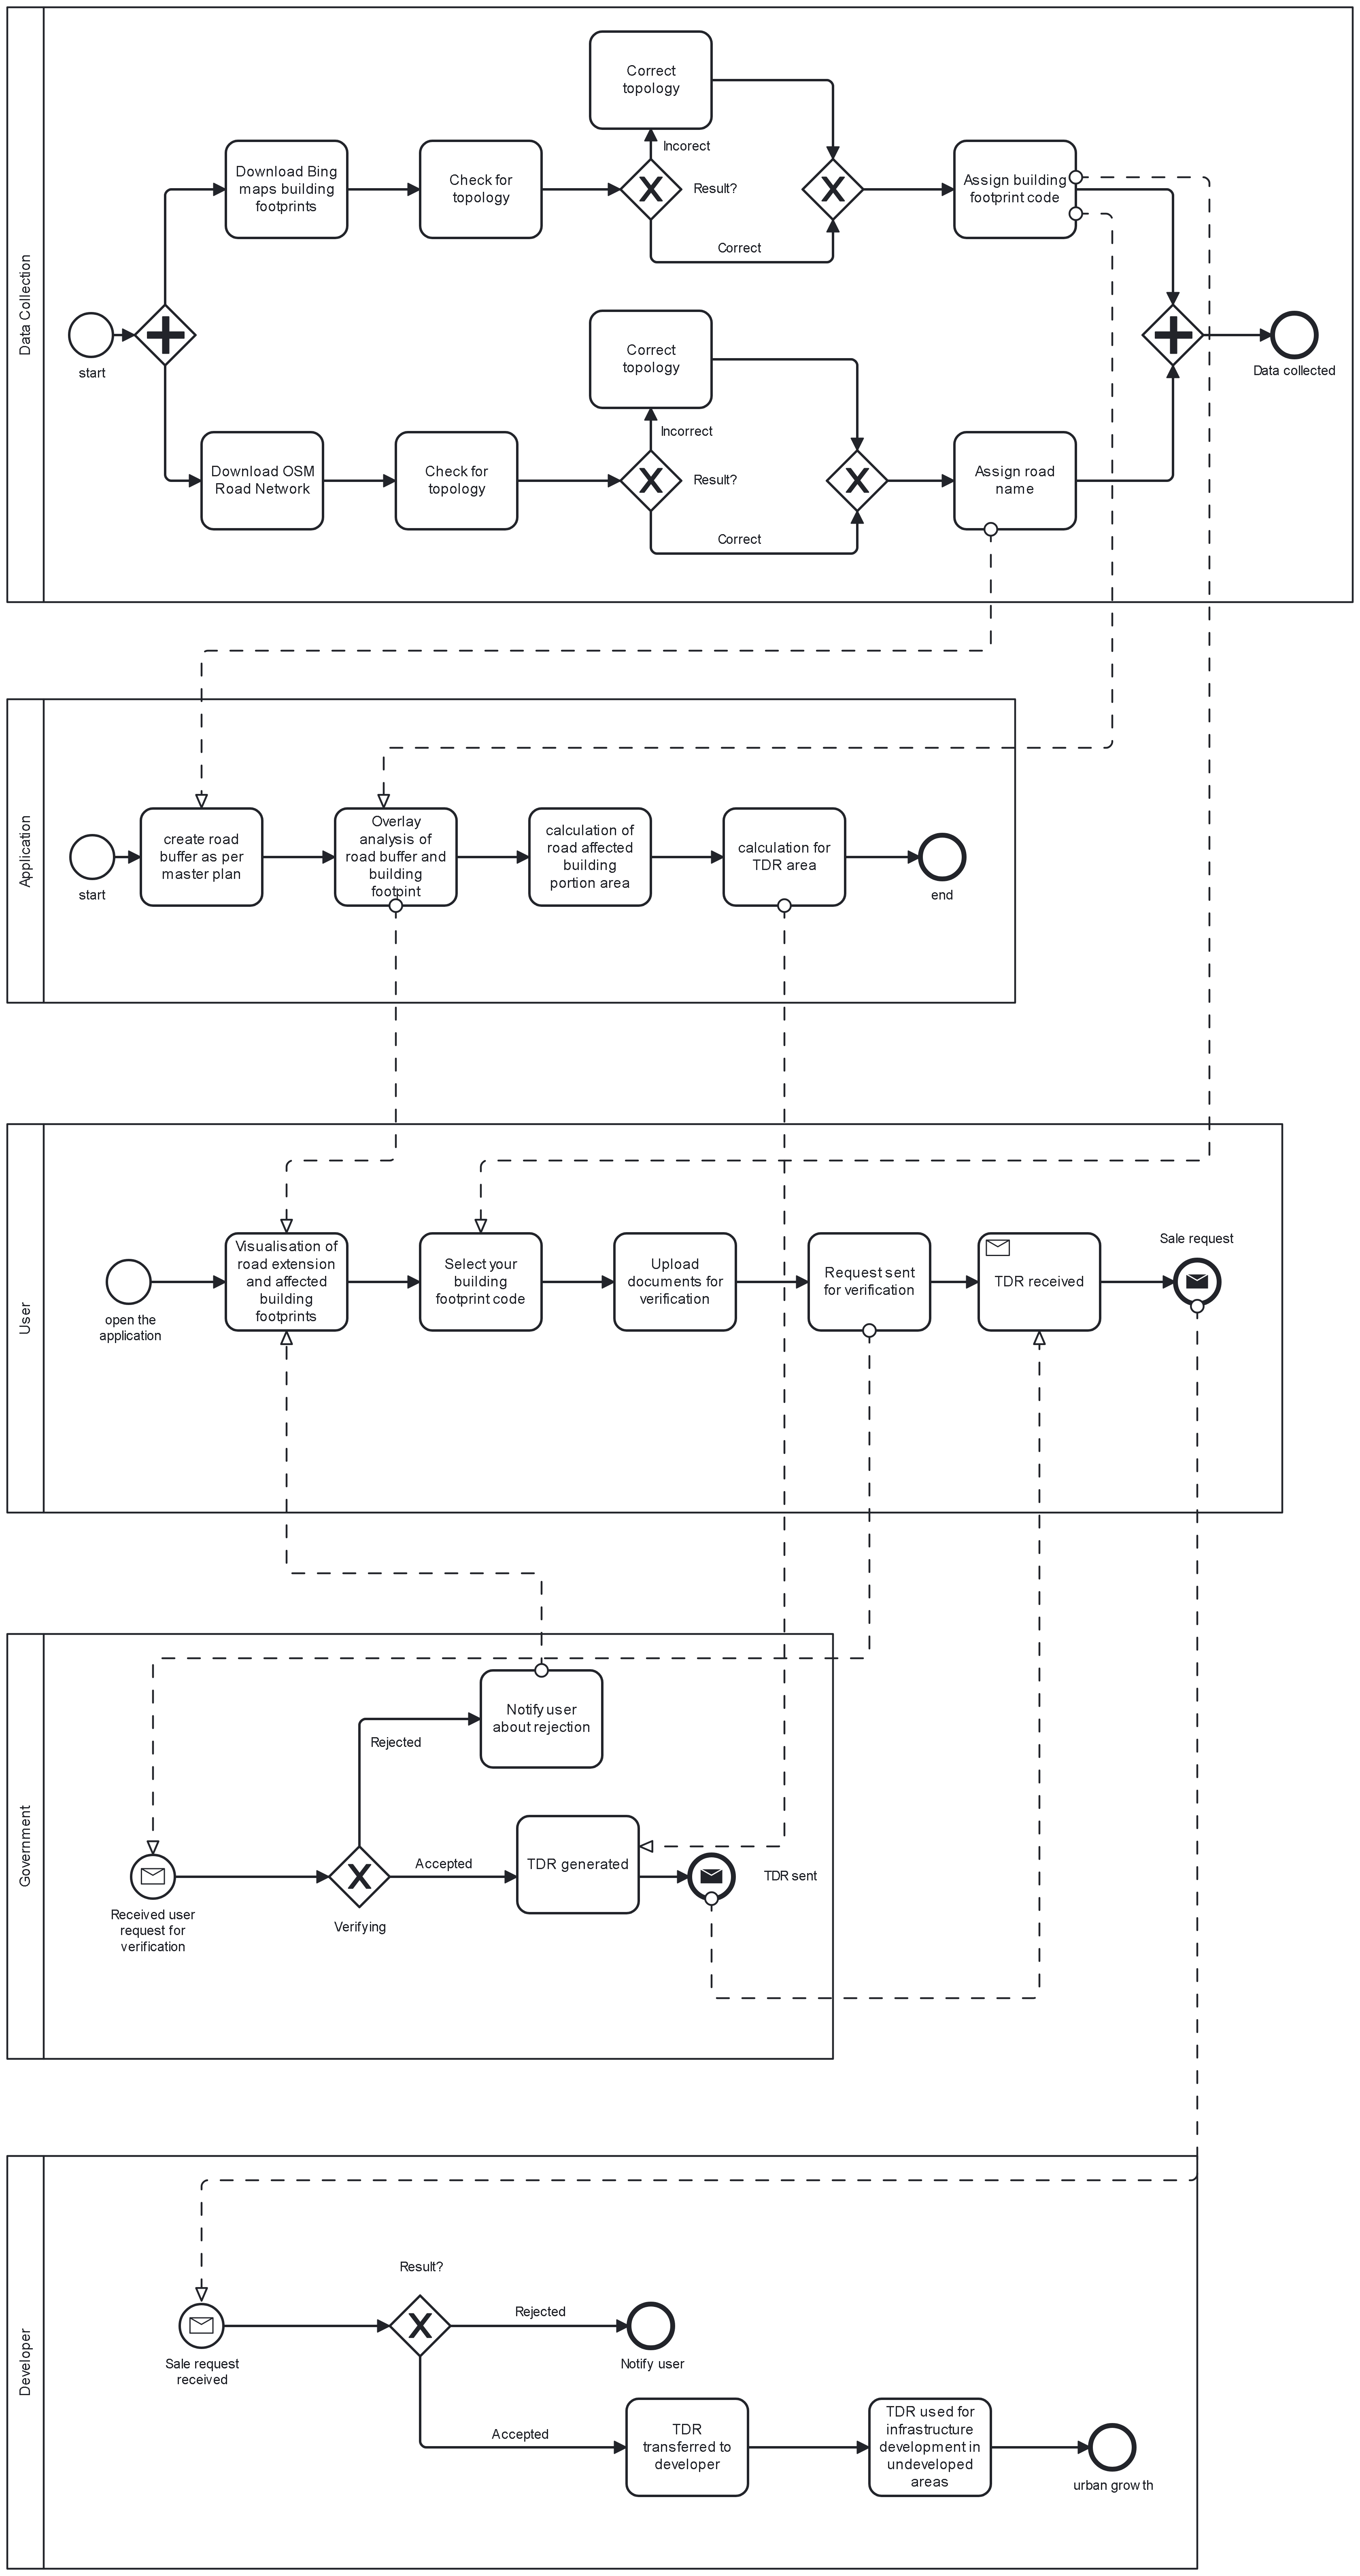 Data Collection
Correct
topology
Incorect
Download Bing
maps building
footprints
Check for
topology
Result?
Assign building
footprint code
Correct
start
Correct
topology
Data collected
Incorrect
Download OSM
Road Network
Check for
topology
Result?
Assign road
name
Correct
Application
start
create road
buffer as per
master plan
Overlay
analysis of
road buffer and
building
footpint
calculation of
road affected
building
portion area
calculation for
TDR area
end
User
open the
application
Visualisation of
road extension
and affected
building
footprints
Select your
building
footprint code
Upload
documents for
verification
Request sent
for verification
TDR received
Sale request
Government
Notify user
about rejection
Rejected
Received user
request for
verification
Verifying
Accepted
TDR generated
TDR sent
Developer
Sale request
received
Result?
Rejected
Notify user
Accepted
TDR
transferred to
developer
TDR used for
infrastructure
development in
undeveloped
areas
urban growth